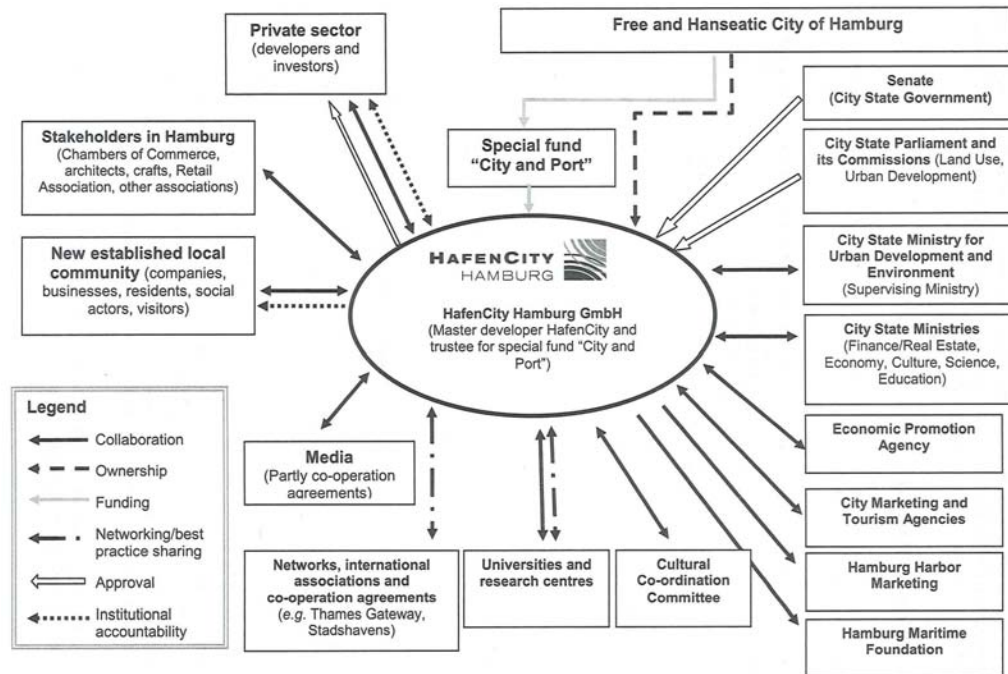 Private sector
(developers and
investors)
Free and Hanseatic City of Hamburg
Senate
(City State Government)
Stakeholders in Hamburg
(Chambers of Commerce,
architects, crafts, Retail
Association, other associations)
Special fund
“City and Port”
City State Parliament and
its Commissions (Land Use,
Urban Development)
New established local
community (companies,
businesses, residents, social
actors, visitors)
HAFENCITY
HAMBURG
HafenCity Hamburg GmbH
(Master developer HafenCity and
trustee for special fund “City and
Port”)
City State Ministry for
Urban Development and
Environment
(Supervising Ministry)
City State Ministries
(Finance/Real Estate,
Economy, Culture, Science,
Education)
Legend
Collaboration
Ownership
Funding
Networking/best
practice sharing
Approval
Institutional
accountability
Media
(Partly co-operation
agreements)
Economic Promotion
Agency
City Marketing and
Tourism Agencies
Networks, international
associations and
co-operation agreements
(e.g. Thames Gateway,
Stadshavens)
Universities and
research centres
Cultural
Co-ordination
Committee
Hamburg Harbor
Marketing
Hamburg Maritime
Foundation